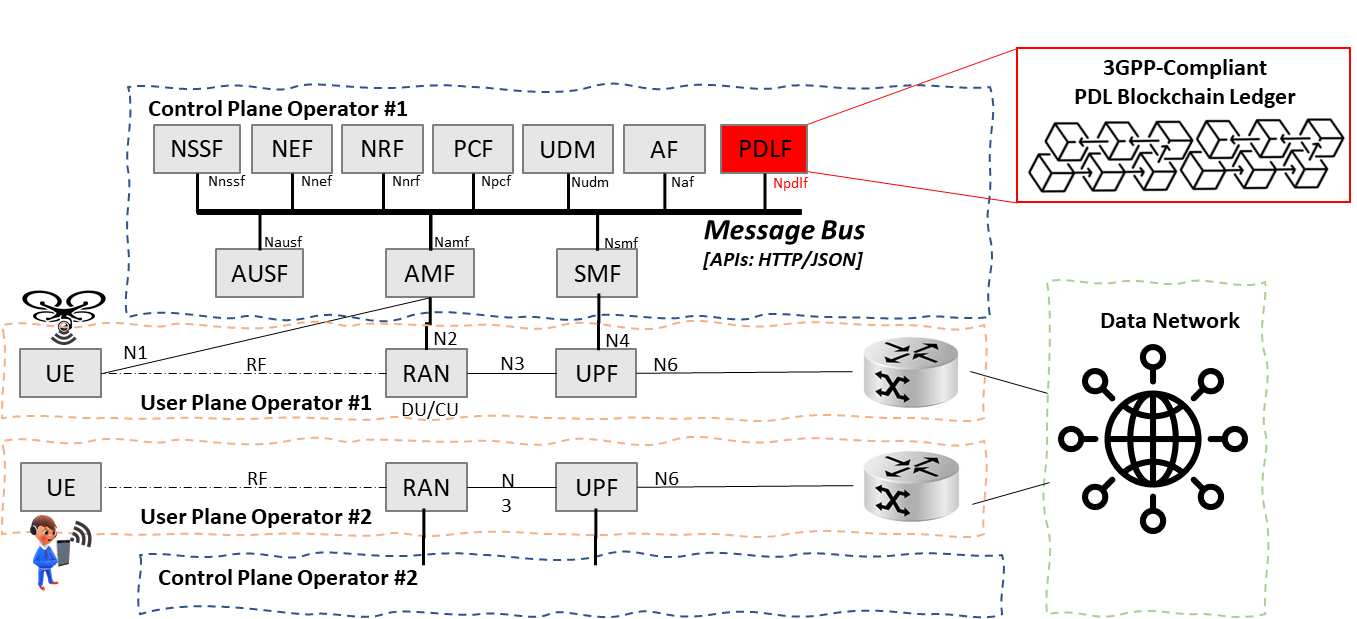 3GPP-Compliant
PDL Blockchain Ledger
Control Plane Operator #1
NSSF
NEF
NRF
PCF
UDM
AF
PDLF
Nnssf
Nnef
Nnrf
Npcf
Nudm
Naf
Npdlf
Message Bus
[APIs: HTTP/JSON]
Nausf
Namf
Nsmf
AUSF
AMF
SMF
N1
N2
N4
UE
RF
RAN
N3
UPF
N6
User Plane Operator #1
DU/CU
Data Network
UE
RF
RAN
N
3
UPF
N6
User Plane Operator #2
Control Plane Operator #2